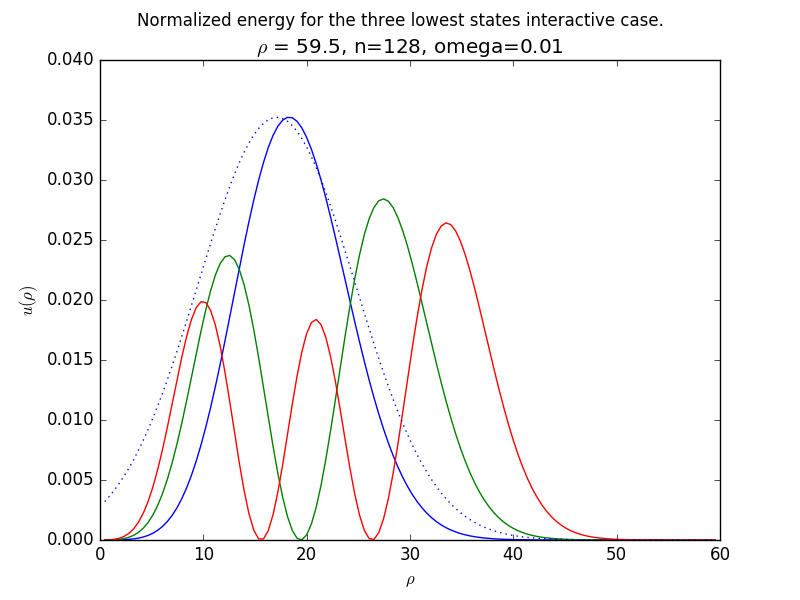 Normalized energy for the three lowest states interactive case.
ρ = 59.5, n=128, omega=0.01
0.040
0.035
0.030
0.025
0.020
0.015
0.010
0.005
0.000
u(ρ)
0 10 20 30 40 50 60
ρ